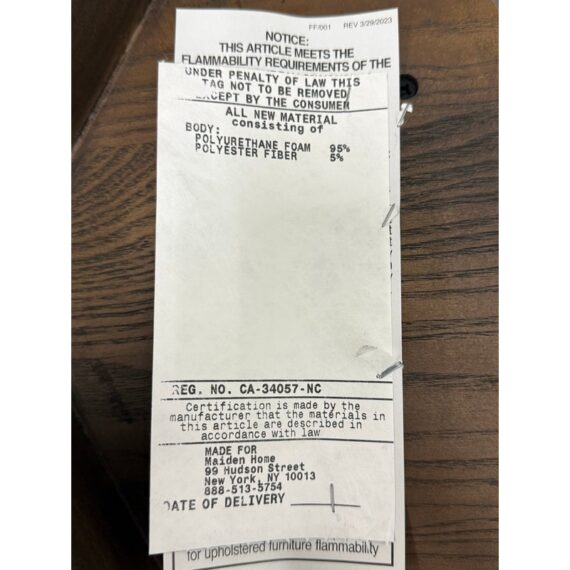 FF/001 REV 3/29/2023
NOTICE:
THIS ARTICLE MEETS THE
FLAMMABILITY REQUIREMENTS OF THE
UNDER PENALTY OF LAW THIS
TAG NOT TO BE REMOVED
EXCEPT BY THE CONSUMER
ALL NEW MATERIAL
consisting of
BODY:
POLYURETHANE FOAM 95%
POLYESTER FIBER 5%
REG. NO. CA-34057-NC
Certification is made by the
manufacturer that the materials in
this article are described in
accordance with law
MADE FOR
Maiden Home
99 Hudson Street
New York, NY 10013
888-513-5754
DATE OF DELIVERY
for upholstered furniture flammability